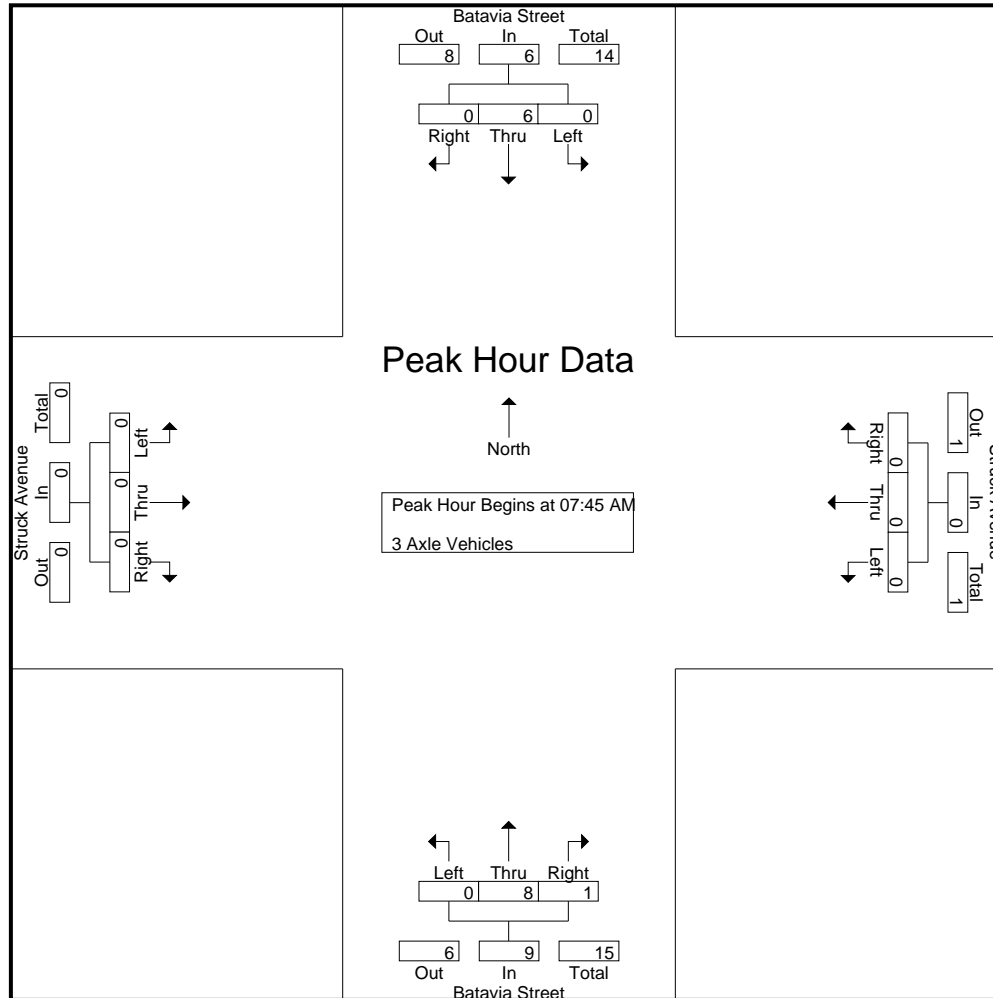 Batavia Street
Out In Total
8 6 14
0 6 0
Right Thru Left
Peak Hour Data
North
Peak Hour Begins at 07:45 AM
3 Axle Vehicles
Struck Avenue
Total In Out
0 0 0
0 0 0
Left Thru Right
Out In Total
1 0 1
Right Thru Left
0 0 0
Left Thru Right
0 8 1
6 9 15
Out In Total
Batavia Street